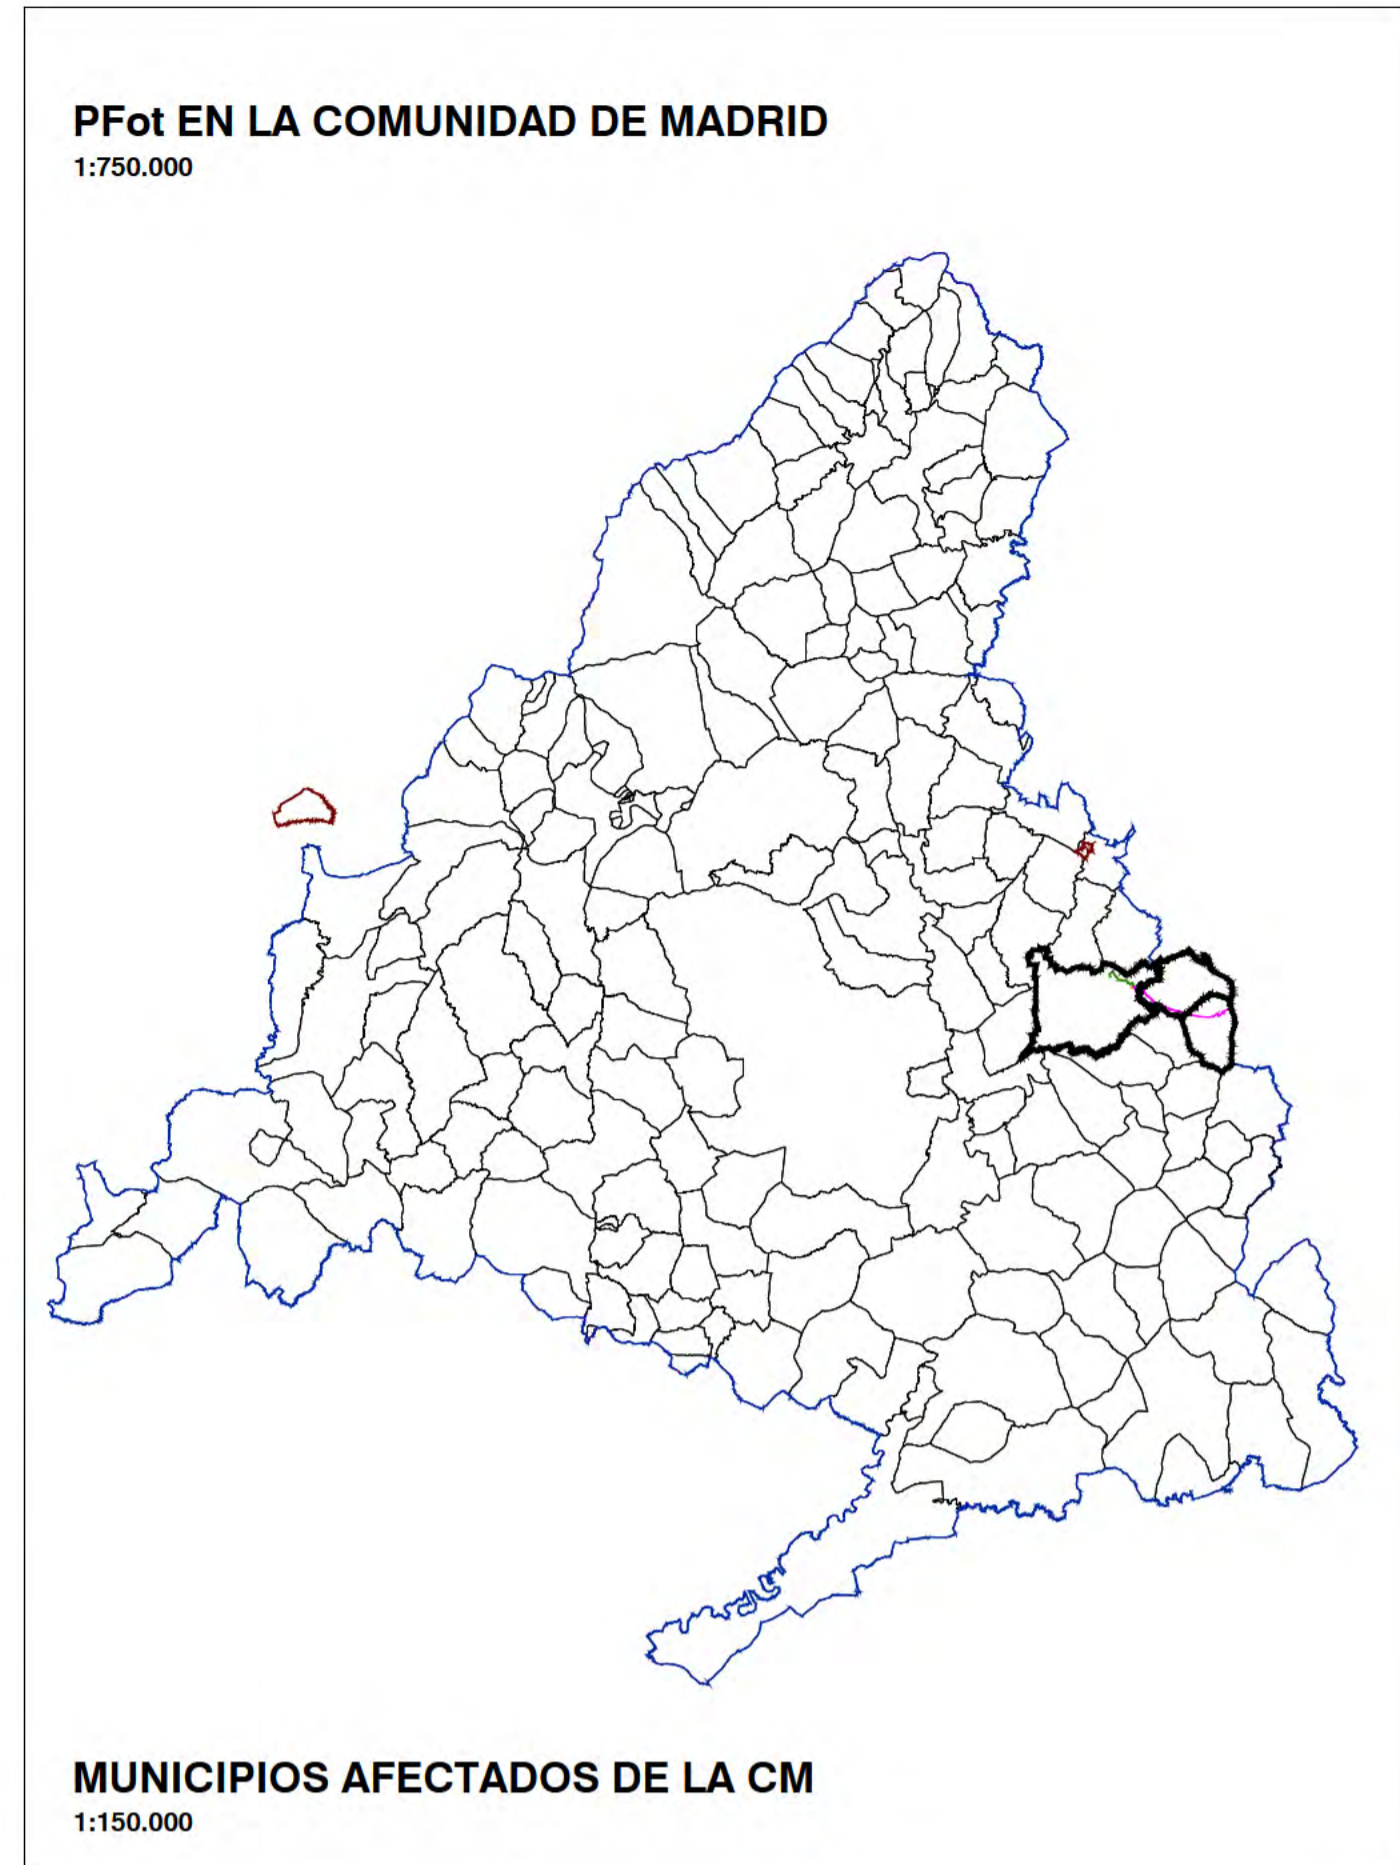 PFot EN LA COMUNIDAD DE MADRID
1:750.000
MUNICIPIOS AFECTADOS DE LA CM
1:150.000